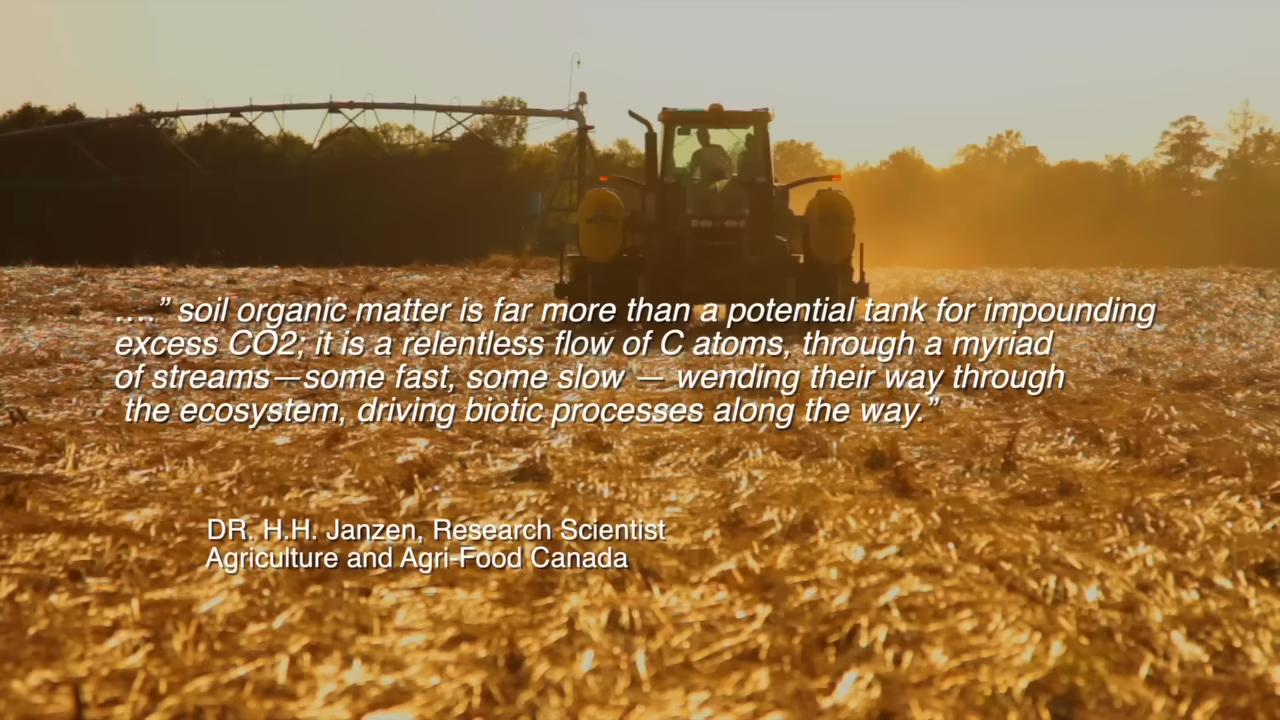 ….” soil organic matter is far more than a potential tank for impounding
excess CO2; it is a relentless flow of C atoms, through a myriad
of streams—some fast, some slow — wending their way through
the ecosystem, driving biotic processes along the way.”
DR. H.H. Janzen, Research Scientist
Agriculture and Agri-Food Canada